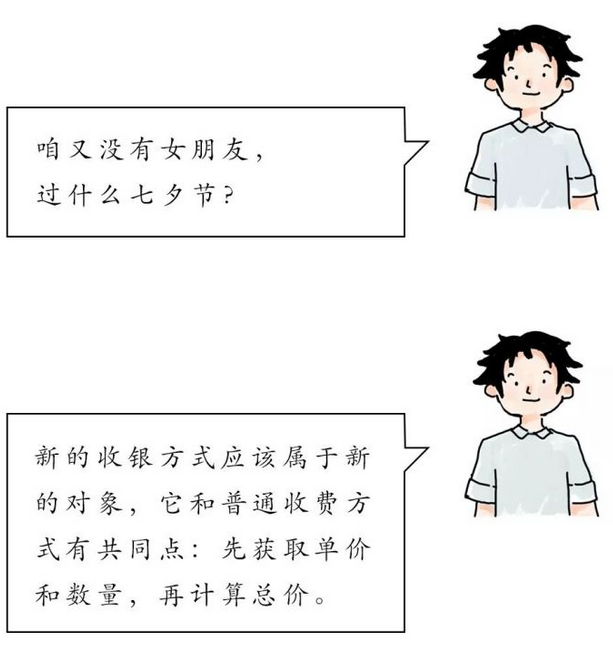 咱又没有女朋友，
过什么七夕节？
新的收银方式应该属于新
的对象，它和普通收费方
式有共同点：先获取单价
和数量，再计算总价。